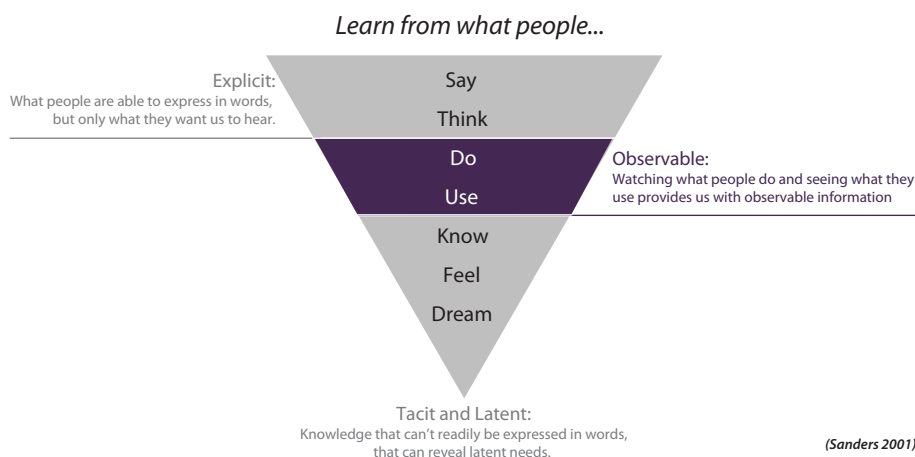 Learn from what people...
Explicit:
What people are able to express in words,
but only what they want us to hear.
Say
Think
Do
Use
Observable:
Watching what people do and seeing what they
use provides us with observable information
Know
Feel
Dream
Tacit and Latent:
Knowledge that can't readily be expressed in words,
that can reveal latent needs.
(Sanders 2001)